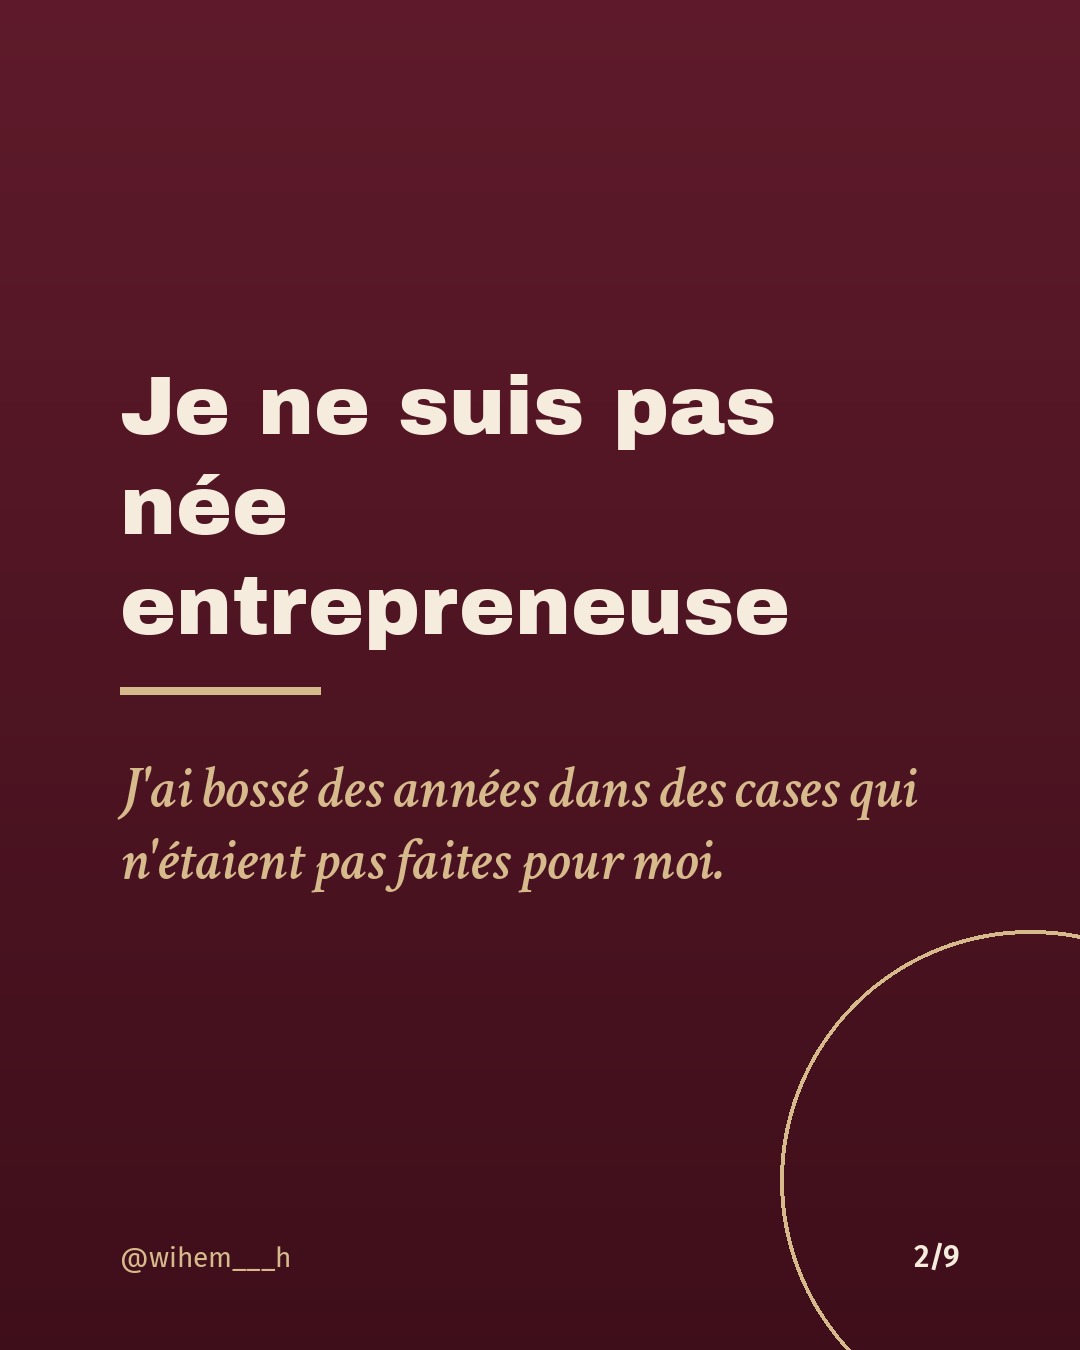 Je ne suis pas
née
entrepreneuse
J'ai bossé des années dans des cases qui
n'étaient pas faites pour moi.
@wihem___h
2/9